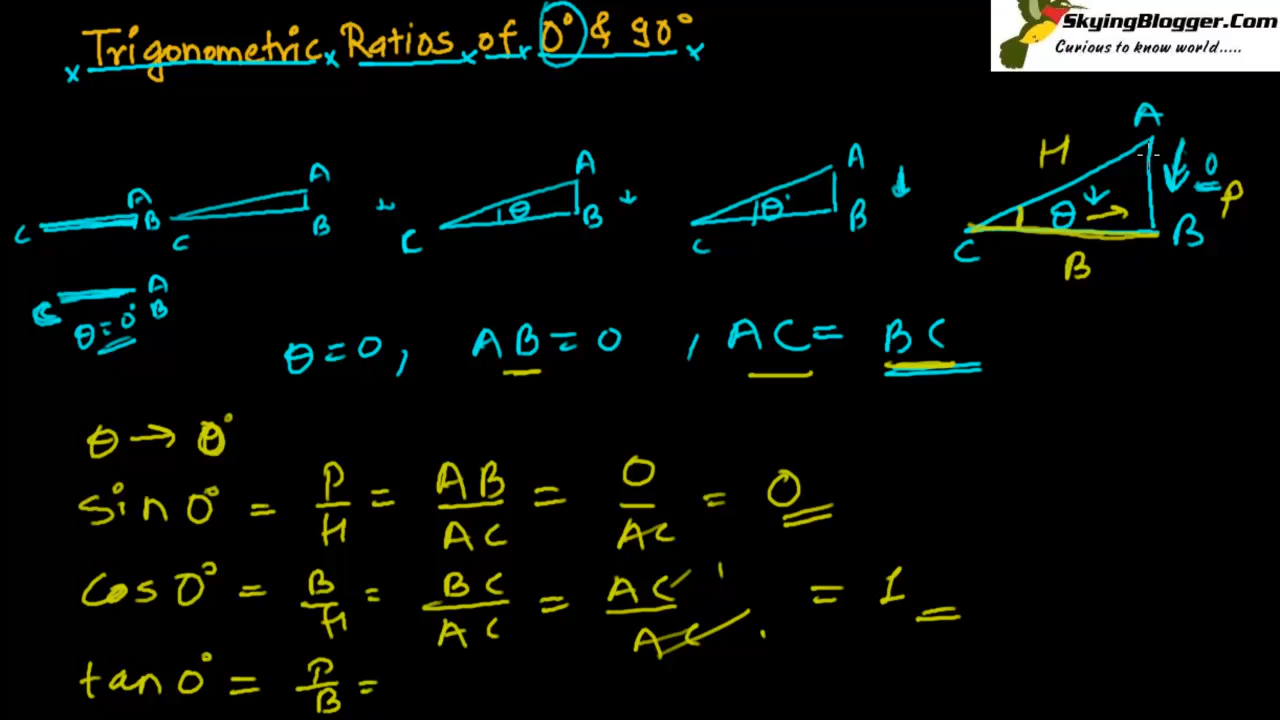 Trigonometric Ratios of 0° & 90°
SkyingBlogger.Com
Curious to know world.....
A
H
0
P
θ
C
B
B
A
θ
C
B
A
θ
C
B
A
C
B
A
C
B
C
A
B
θ = 0°
θ = 0, AB = 0, AC = BC
θ → 0°
sin 0° = P/H = AB/AC = 0/AC = 0
cos 0° = B/H = BC/AC = AC/AC = 1
tan 0° = P/B =